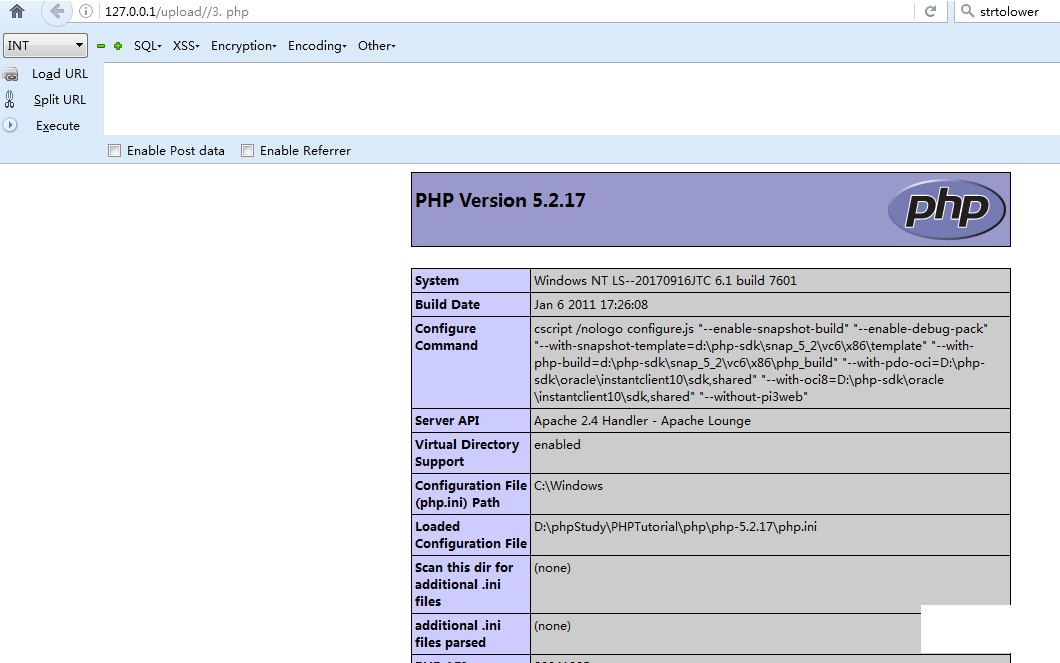 127.0.0.1/upload//3. php
strtolower
INT
SQL
XSS
Encryption
Encoding
Other
Load URL
Split URL
Execute
Enable Post data
Enable Referrer
PHP Version 5.2.17
php
System
Windows NT LS--20170916JTC 6.1 build 7601
Build Date
Jan 6 2011 17:26:08
Configure
Command
cscript /nologo configure.js "--enable-snapshot-build" "--enable-debug-pack"
"--with-snapshot-template=d:\php-sdk\snap_5_2\vc6\x86\template" "--with-
php-build=d:\php-sdk\snap_5_2\vc6\x86\php_build" "--with-pdo-oci=D:\php-
sdk\oracle\instantclient10\sdk,shared" "--with-oci8=D:\php-sdk\oracle
\instantclient10\sdk,shared" "--without-pi3web"
Server API
Apache 2.4 Handler - Apache Lounge
Virtual Directory
Support
enabled
Configuration File
(php.ini) Path
C:\Windows
Loaded
Configuration File
D:\phpStudy\PHPTutorial\php\php-5.2.17\php.ini
Scan this dir for
additional .ini
files
(none)
additional .ini
files parsed
(none)